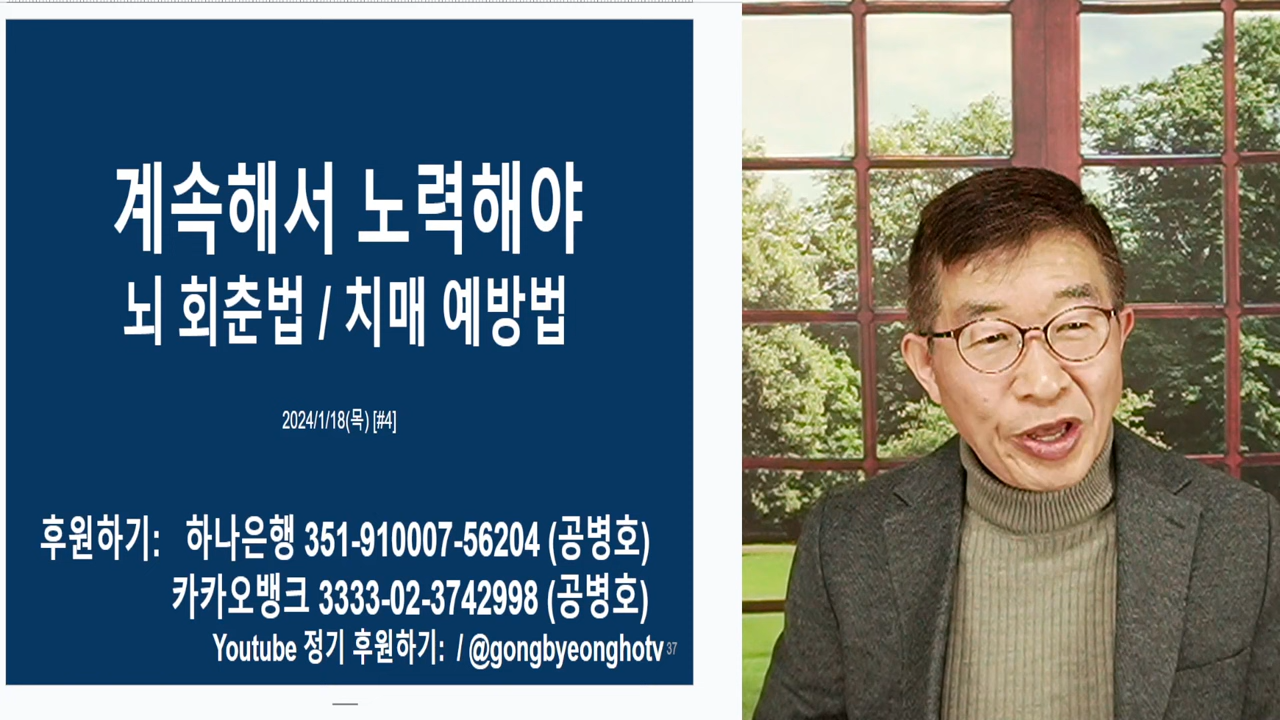 계속해서 노력해야
뇌 회춘법 / 치매 예방법
2024/1/18(목) [#4]
후원하기: 하나은행 351-910007-56204 (공병호)
카카오뱅크 3333-02-3742998 (공병호)
Youtube 정기 후원하기: / @gongbyeonghotv 37